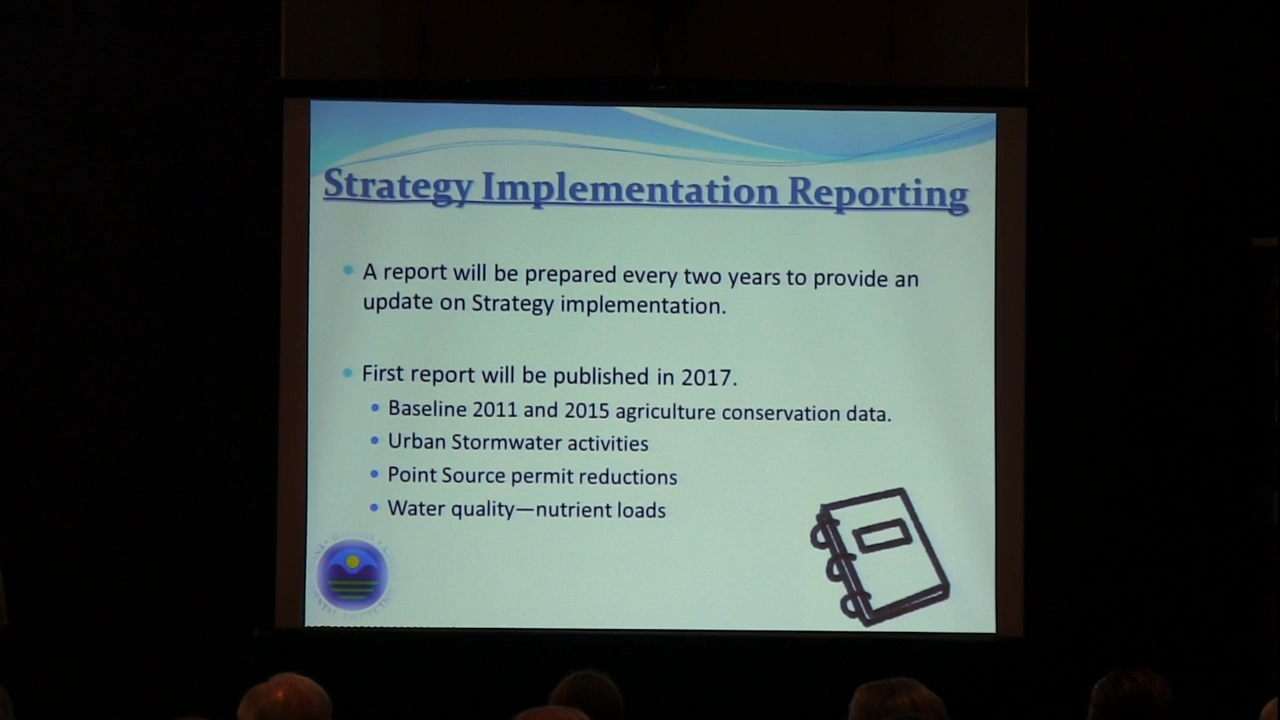 Strategy Implementation Reporting
A report will be prepared every two years to provide an
update on Strategy implementation.
First report will be published in 2017.
Baseline 2011 and 2015 agriculture conservation data.
Urban Stormwater activities
Point Source permit reductions
Water quality—nutrient loads